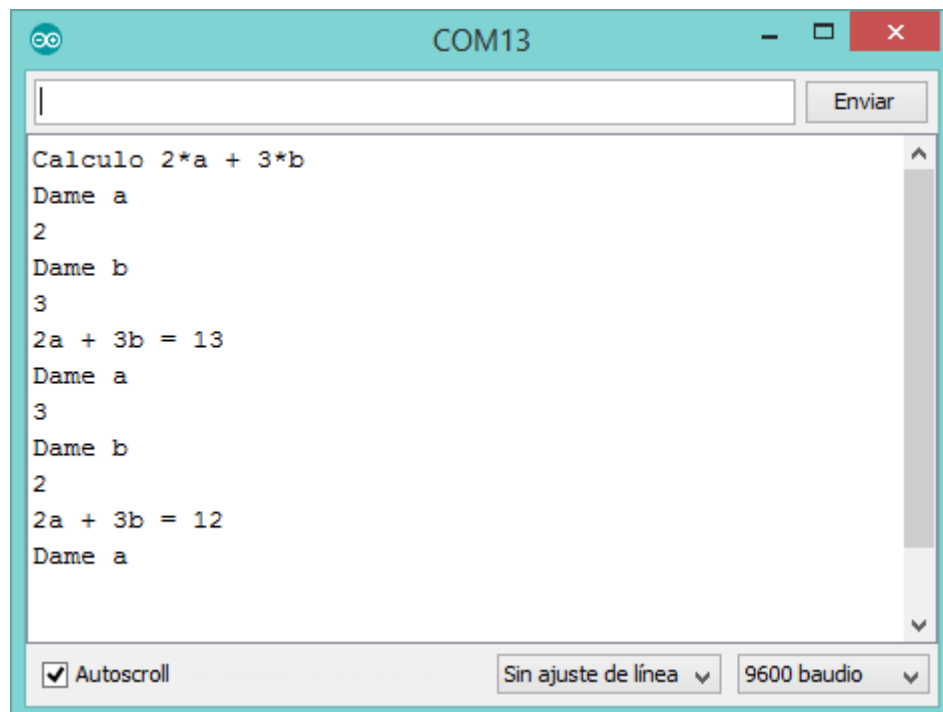 COM13
Enviar
Calculo 2*a + 3*b
Dame a
2
Dame b
3
2a + 3b = 13
Dame a
3
Dame b
2
2a + 3b = 12
Dame a
Autoscroll
Sin ajuste de línea
9600 baudio